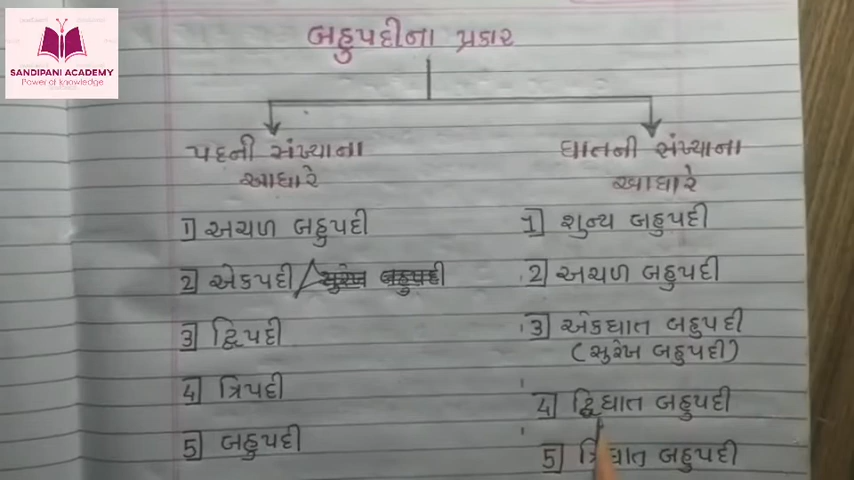 SANDIPANI ACADEMY
Power of knowledge
બહુપદીના પ્રકાર
પદની સંખ્યાના
આધારે
1] અચળ બહુપદી
2] એકપદી/
3] દ્વિપદી
4] ત્રિપદી
5] બહુપદી
ઘાતની સંખ્યાના
આધારે
1] શુન્ય બહુપદી
2] અચળ બહુપદી
3] એકઘાત બહુપદી
(સુરેખ બહુપદી)
4] દ્વિઘાત બહુપદી
5] ત્રિઘાત બહુપદી